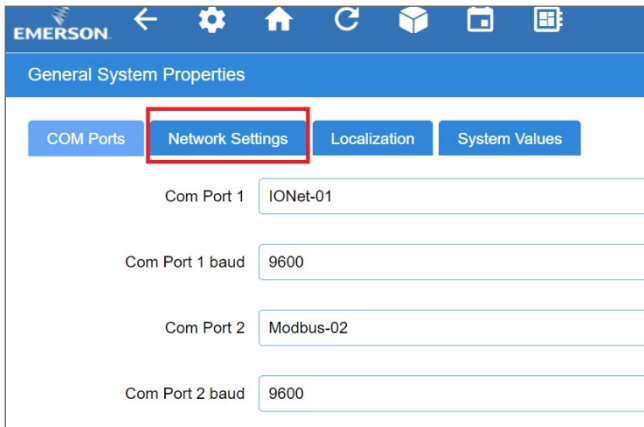 EMERSON
General System Properties
COM Ports Network Settings Localization System Values
Com Port 1 IONet-01
Com Port 1 baud 9600
Com Port 2 Modbus-02
Com Port 2 baud 9600